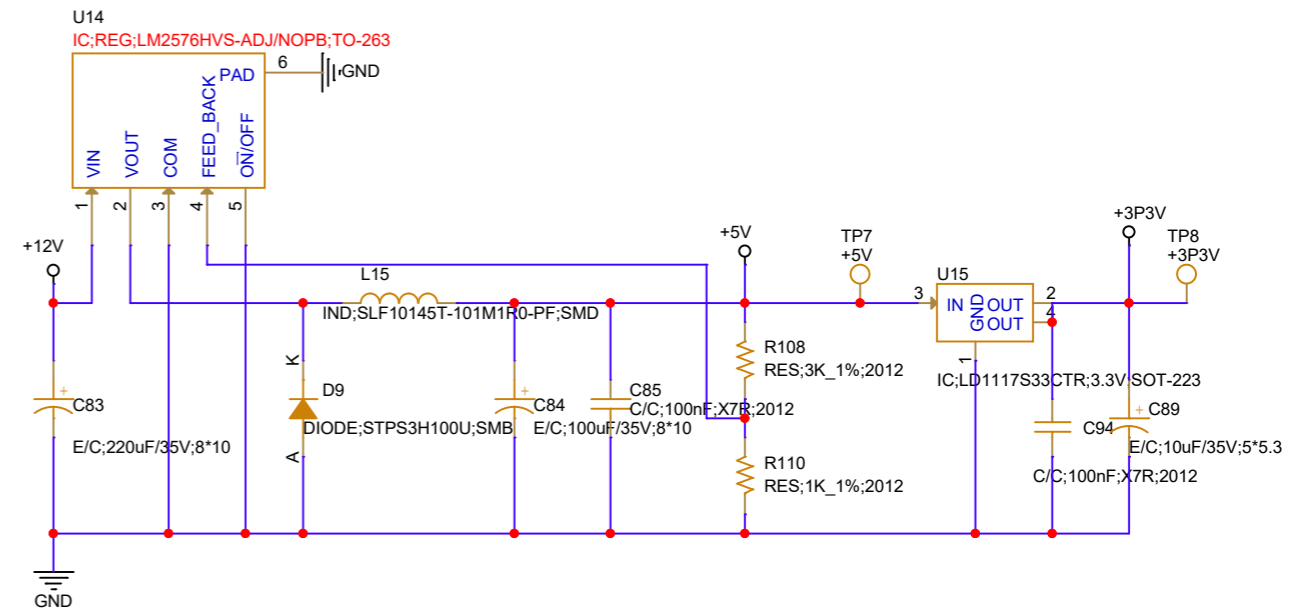 U14
IC;REG;LM2576HVS-ADJ/NOPB;TO-263
PAD
6
GND
VIN
VOUT
COM
FEED_BACK
ON/OFF
1
2
3
4
5
+12V
C83
+
E/C;220uF/35V;8*10
GND
L15
IND;SLF10145T-101M1R0-PF;SMD
K
D9
DIODE;STPS3H100U;SMB
A
+
C84
E/C;100uF/35V;8*10
C85
C/C;100nF;X7R;2012
+5V
R108
RES;3K_1%;2012
R110
RES;1K_1%;2012
TP7
+5V
U15
3
IN
GND
OUT
OUT
2
4
1
IC;LD1117S33CTR;3.3V;SOT-223
+3P3V
TP8
+3P3V
C94
C/C;100nF;X7R;2012
+
C89
E/C;10uF/35V;5*5.3